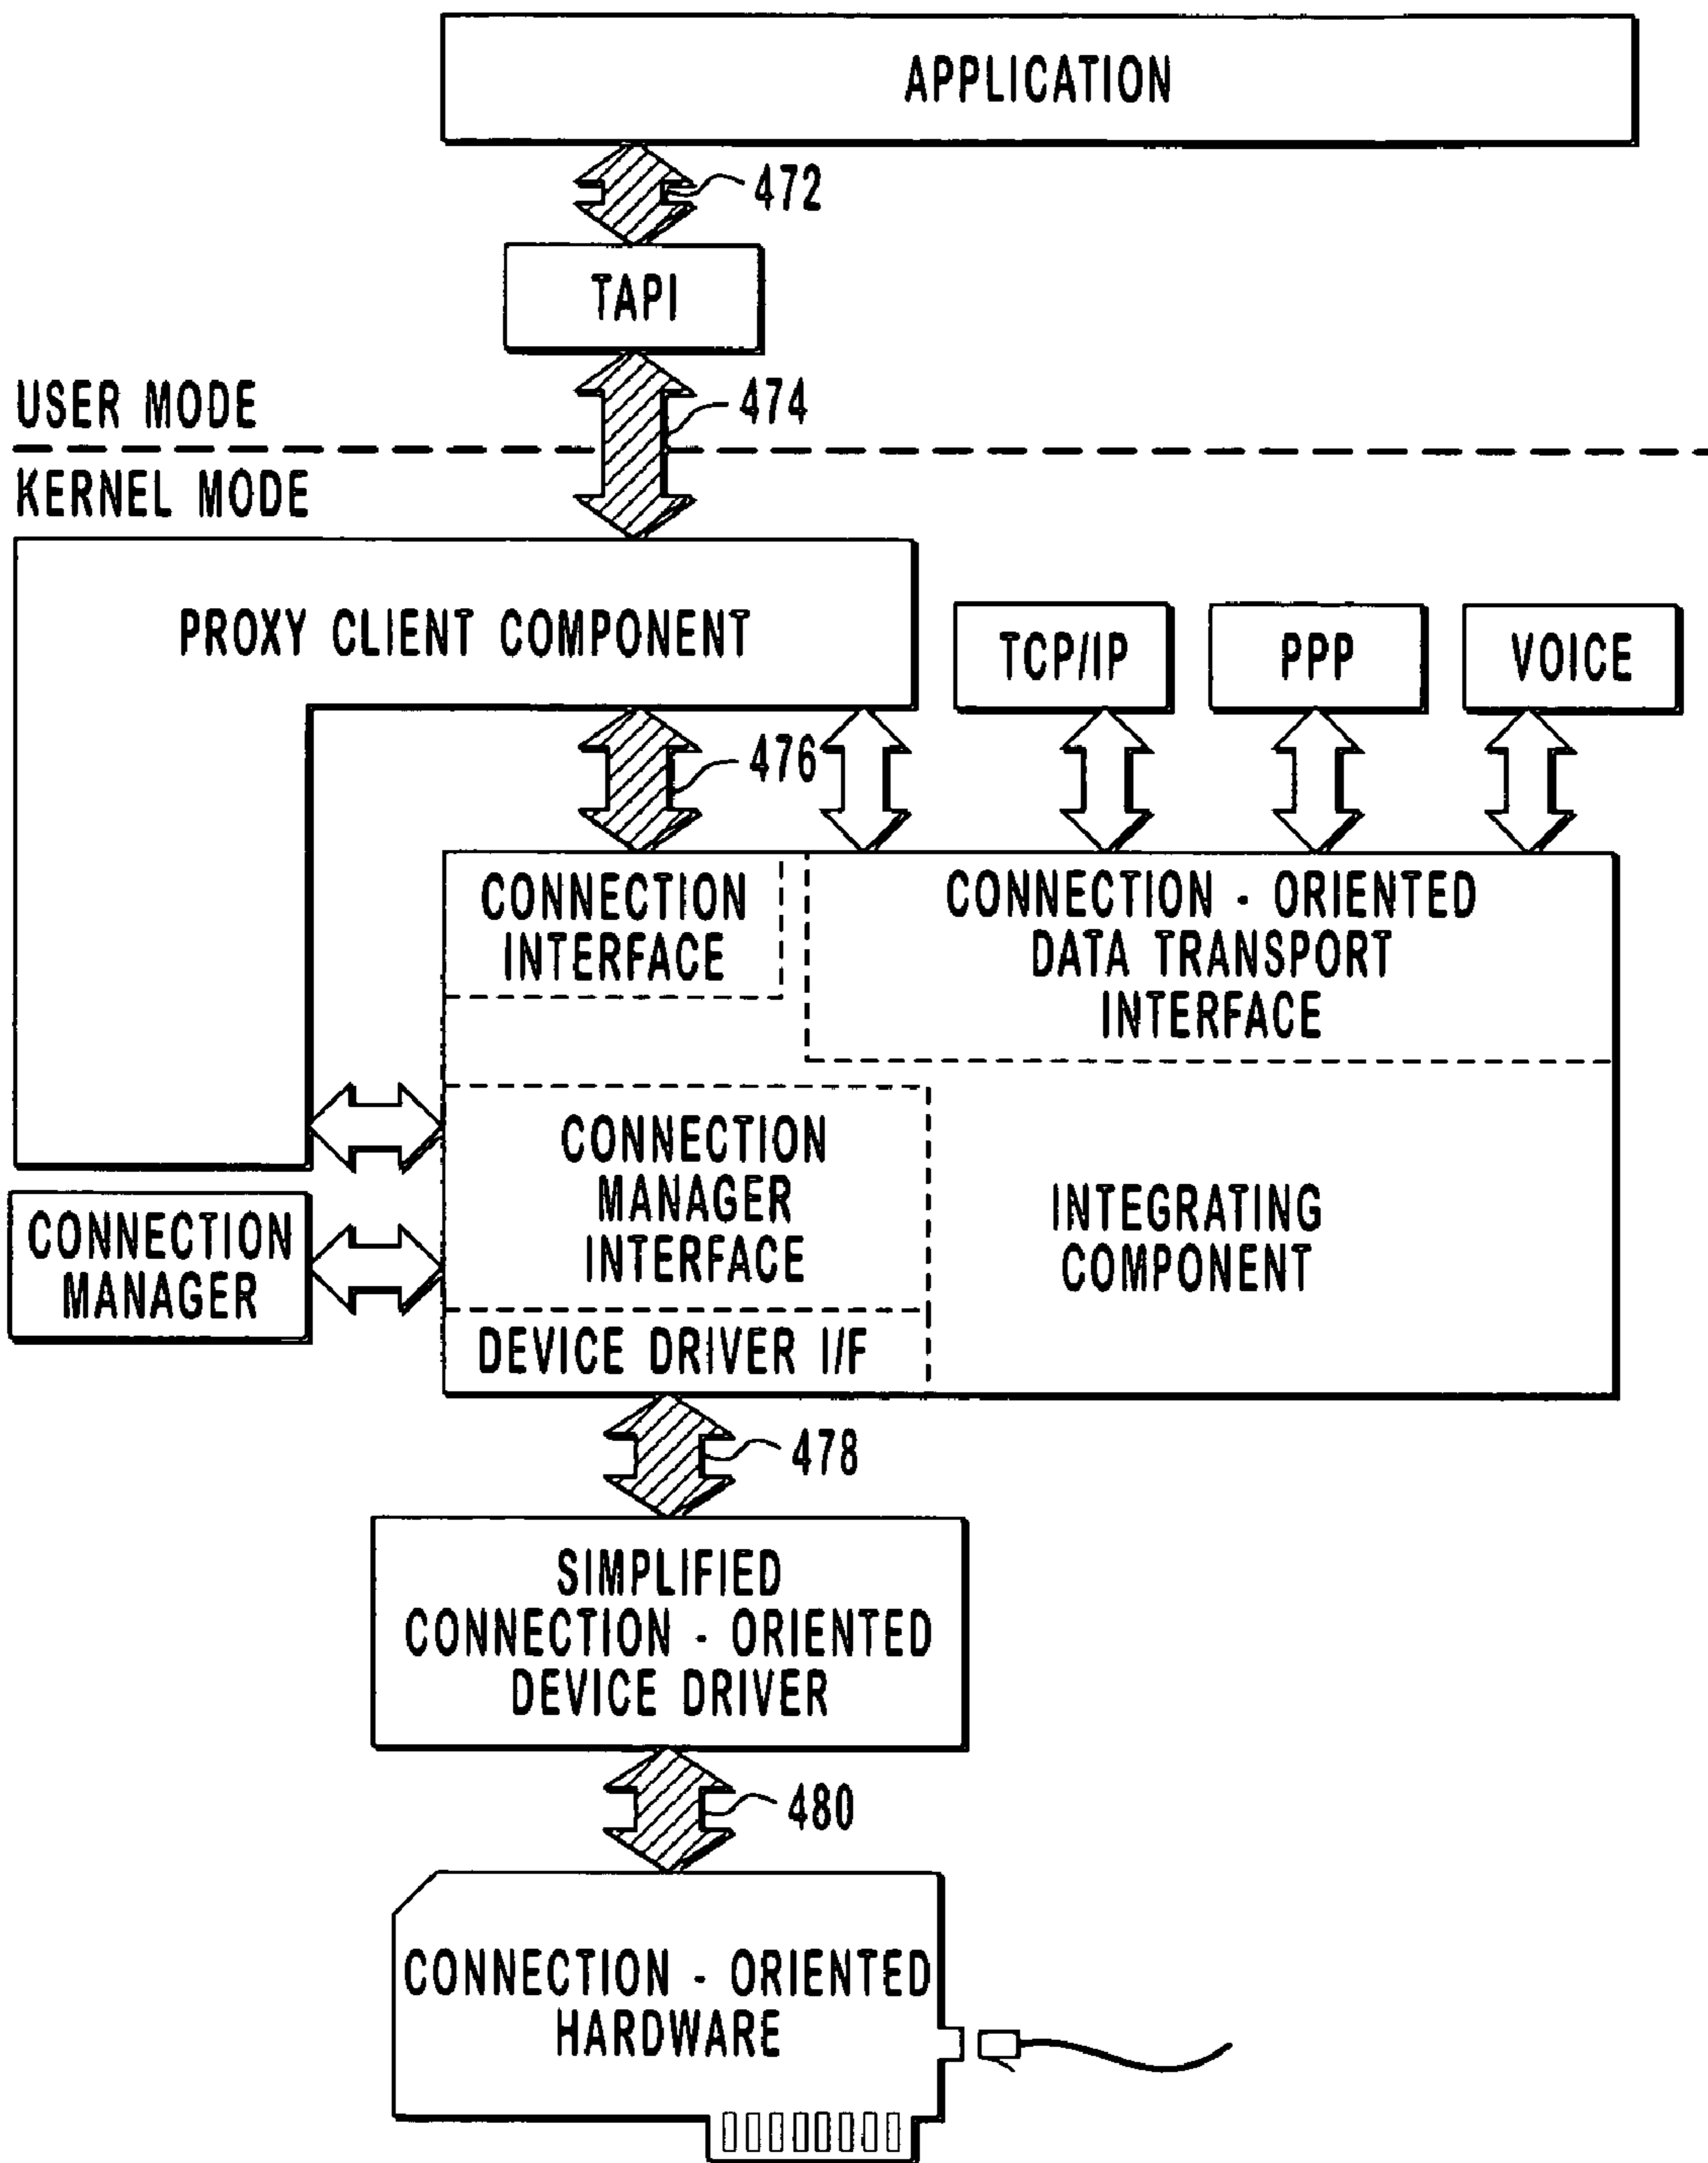 APPLICATION
472
TAPI
USER MODE
474
KERNEL MODE
PROXY CLIENT COMPONENT
TCP/IP
PPP
VOICE
476
CONNECTION
INTERFACE
CONNECTION - ORIENTED
DATA TRANSPORT
INTERFACE
CONNECTION
MANAGER
INTERFACE
INTEGRATING
COMPONENT
CONNECTION
MANAGER
DEVICE DRIVER I/F
478
SIMPLIFIED
CONNECTION - ORIENTED
DEVICE DRIVER
480
CONNECTION - ORIENTED
HARDWARE